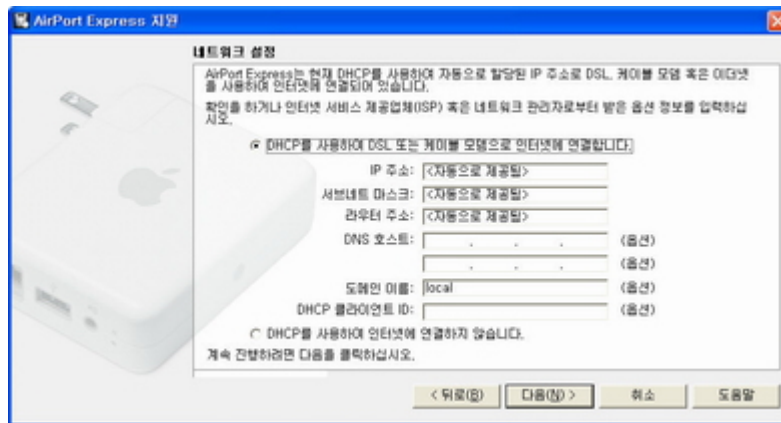 AirPort Express 지원
네트워크 설정
AirPort Express는 현재 DHCP를 사용하여 자동으로 할당된 IP 주소로 DSL, 케이블 모뎀 혹은 이더넷
을 사용하여 인터넷에 연결되어 있습니다.
확인을 하거나 인터넷 서비스 제공업체(ISP) 혹은 네트워크 관리자로부터 받은 옵션 정보를 입력하십
시오.
DHCP를 사용하여 DSL 또는 케이블 모뎀으로 인터넷에 연결합니다.
IP 주소: <자동으로 제공됨>
서브네트 마스크: <자동으로 제공됨>
라우터 주소: <자동으로 제공됨>
DNS 호스트: . . . (옵션)
. . . (옵션)
도메인 이름: local (옵션)
DHCP 클라이언트 ID: (옵션)
DHCP를 사용하여 인터넷에 연결하지 않습니다.
계속 진행하려면 다음을 클릭하십시오.
< 뒤로(B) 다음(N) > 취소 도움말